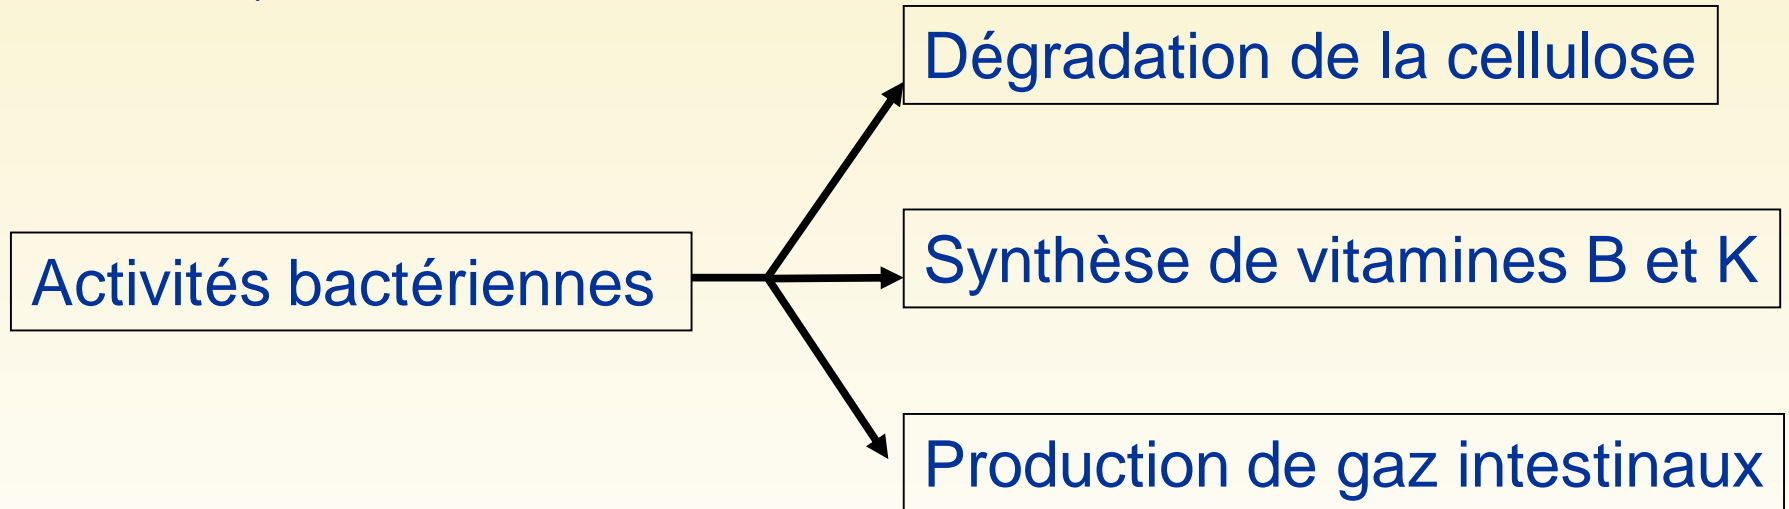 Dégradation de la cellulose
Activités bactériennes
Synthèse de vitamines B et K
Production de gaz intestinaux